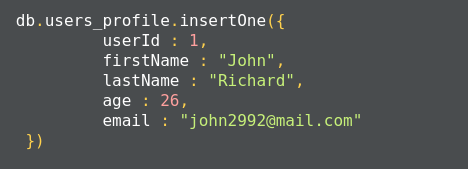 db.users_profile.insertOne({
userId : 1,
firstName : "John",
lastName : "Richard",
age : 26,
email : "john2992@mail.com"
})